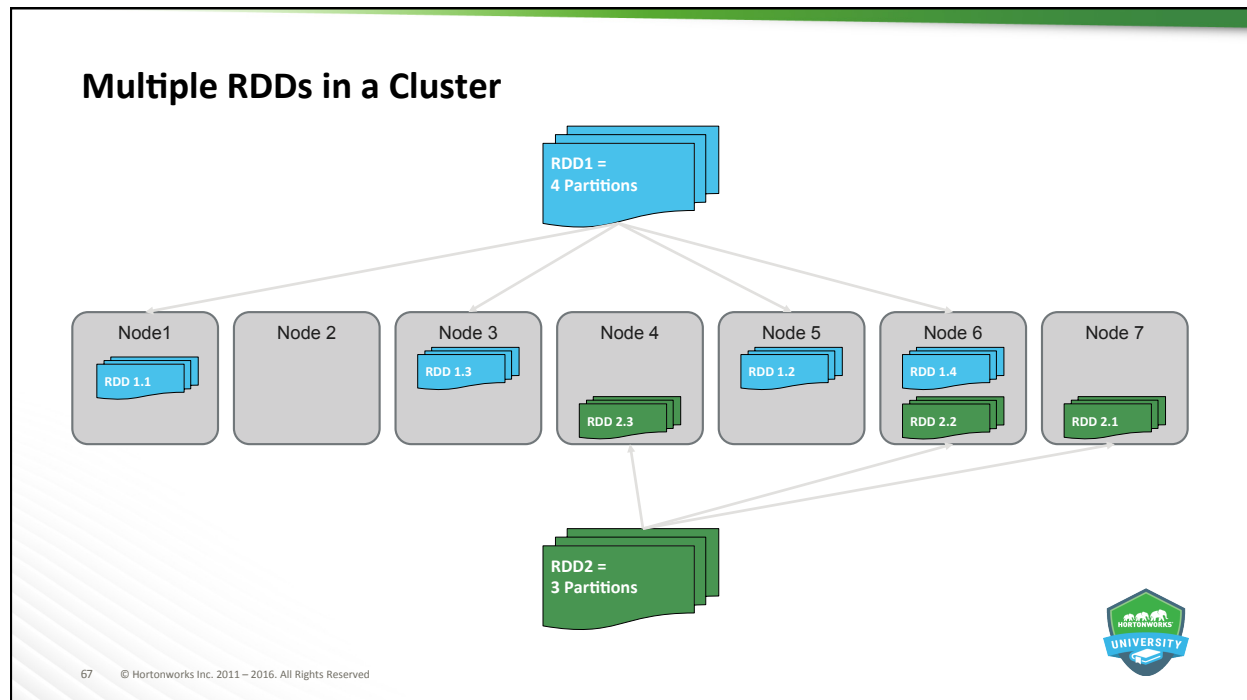 Multiple RDDs in a Cluster
RDD1 =
4 Partitions
Node1
Node 2
Node 3
Node 4
Node 5
Node 6
Node 7
RDD 1.1
RDD 1.3
RDD 1.2
RDD 1.4
RDD 2.3
RDD 2.2
RDD 2.1
RDD2 =
3 Partitions
HORTONWORKS
UNIVERSITY
67 © Hortonworks Inc. 2011 – 2016. All Rights Reserved